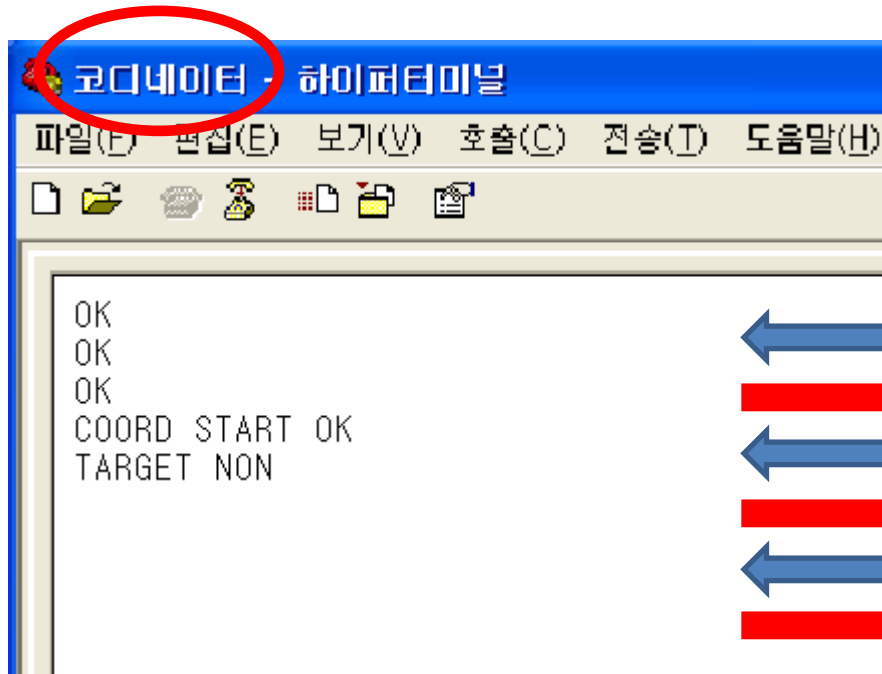 코디네이터 - 하이퍼터미널
파일(F) 편집(E) 보기(V) 호출(C) 전송(T) 도움말(H)
OK
OK
OK
COORD START OK
TARGET NON